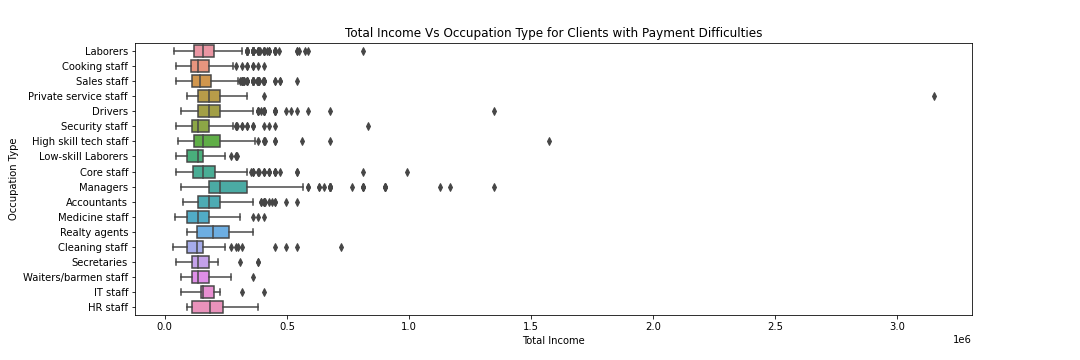 Total Income Vs Occupation Type for Clients with Payment Difficulties
Occupation Type
Laborers
Cooking staff
Sales staff
Private service staff
Drivers
Security staff
High skill tech staff
Low-skill Laborers
Core staff
Managers
Accountants
Medicine staff
Realty agents
Cleaning staff
Secretaries
Waiters/barmen staff
IT staff
HR staff
0.0 0.5 1.0 1.5 2.0 2.5 3.0
1e6
Total Income